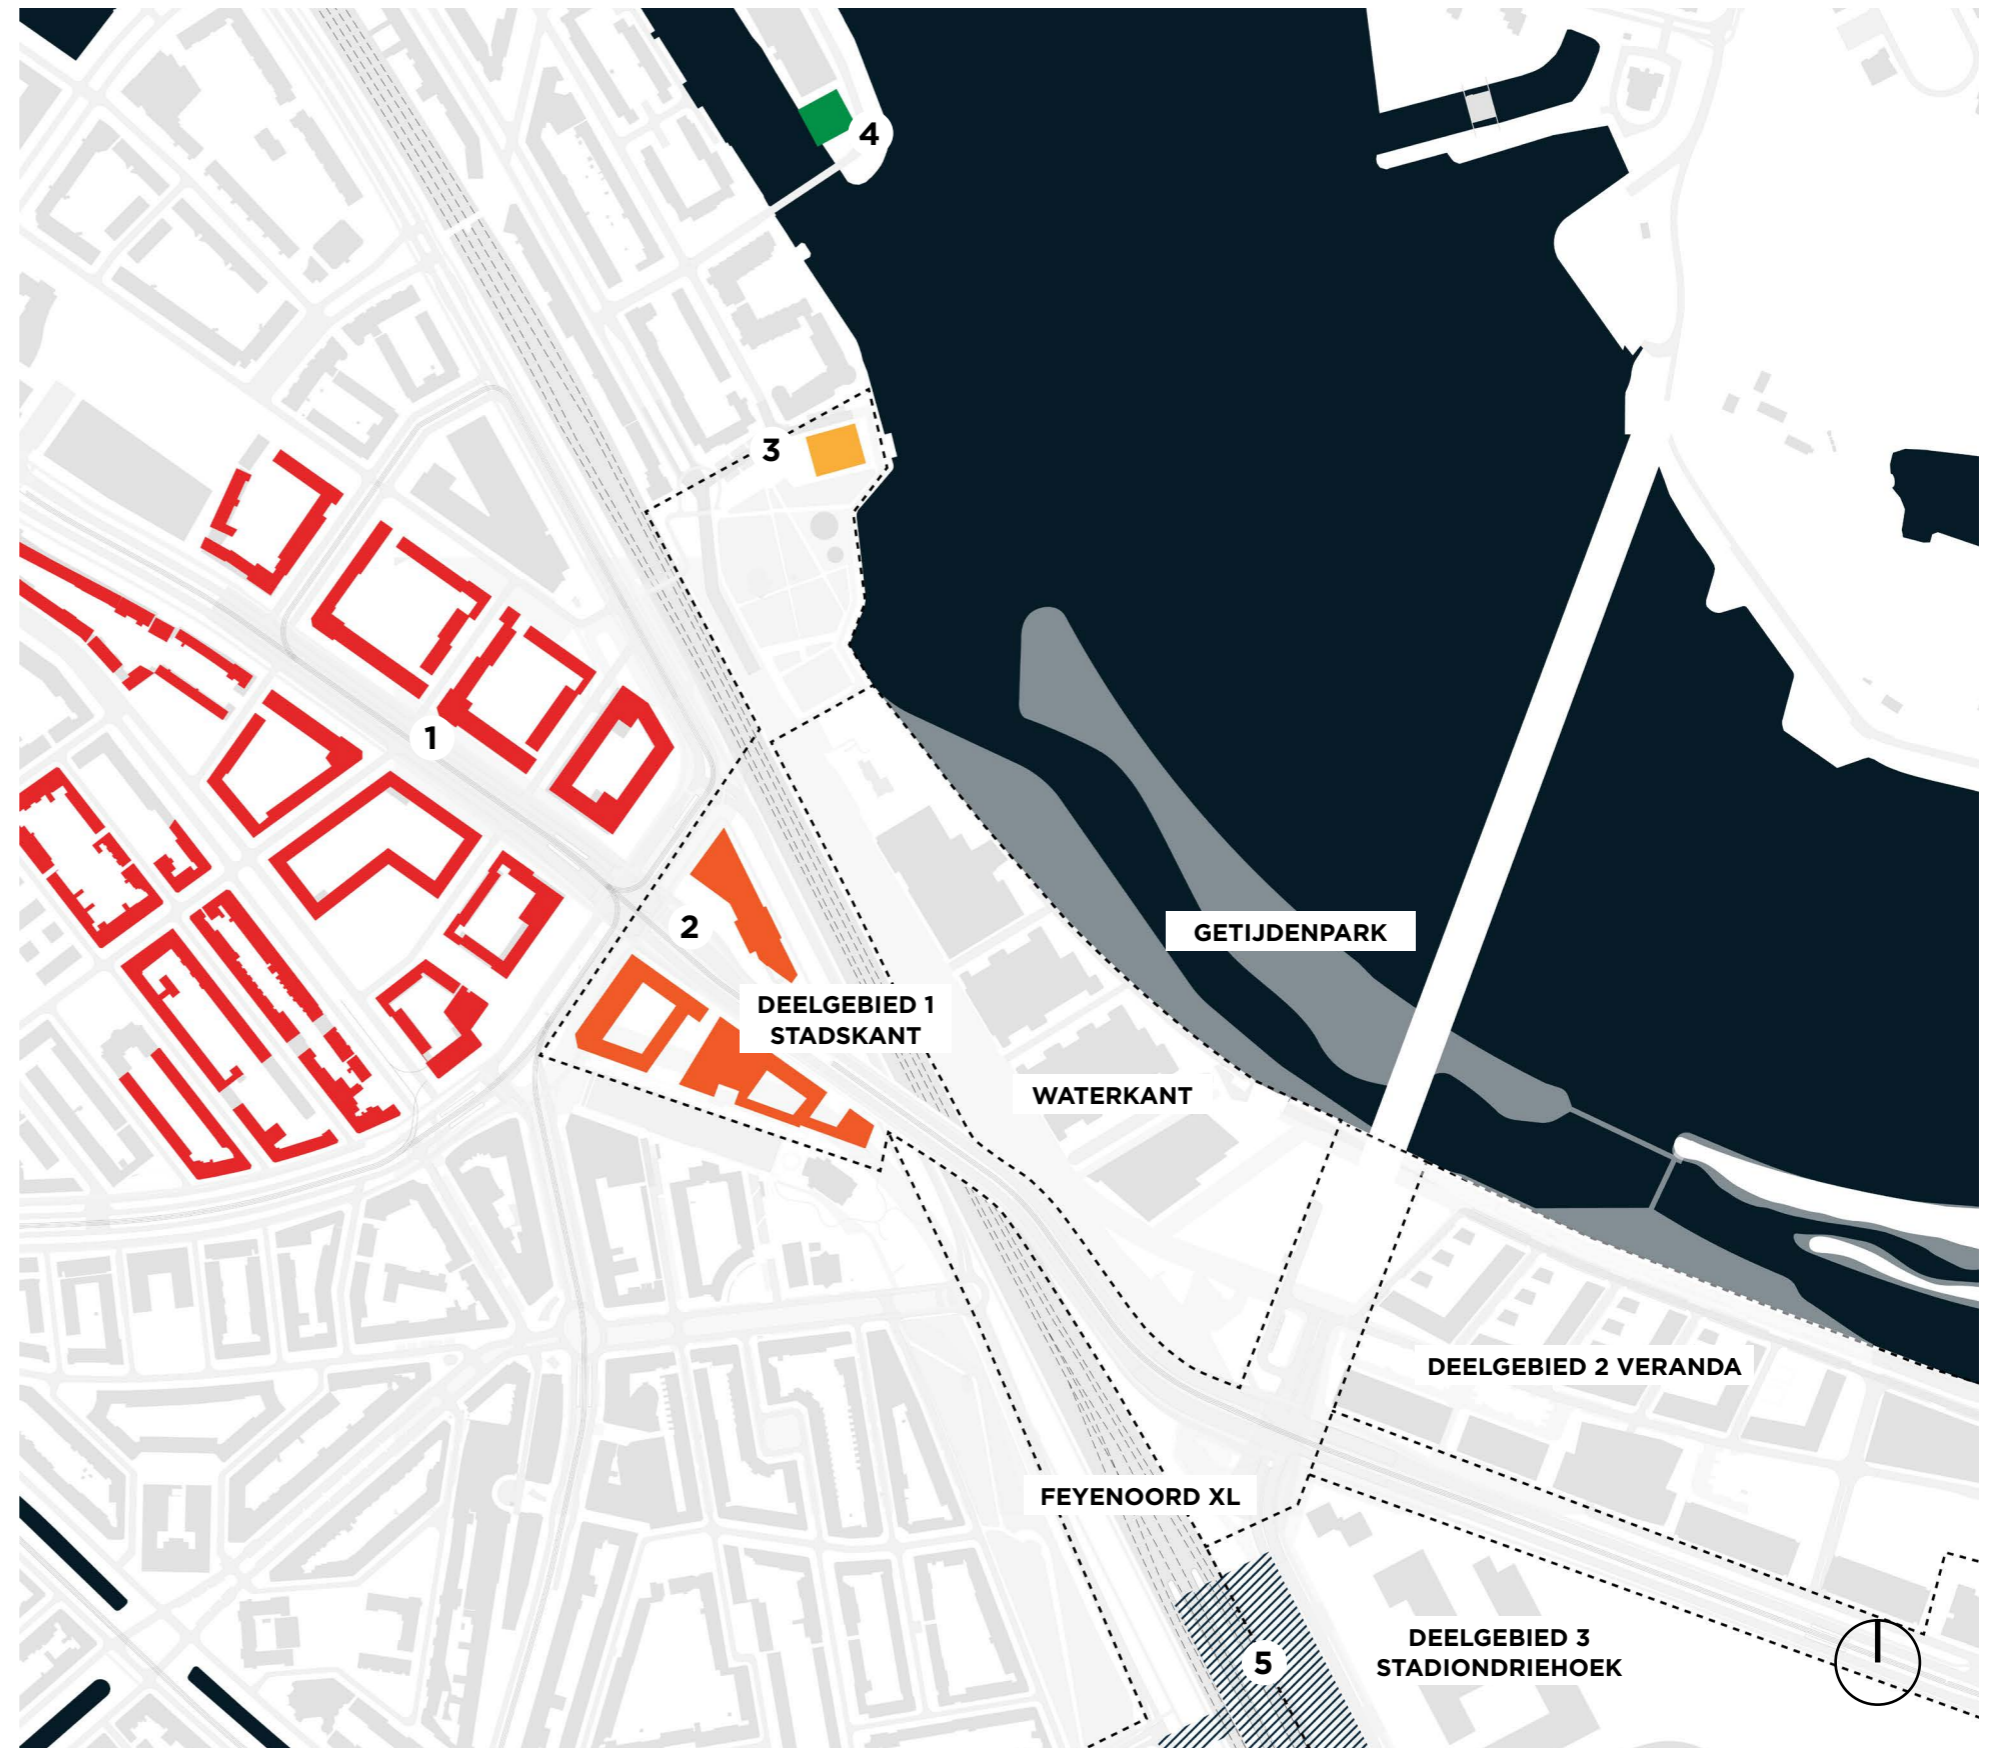 4
3
1
2
GETIJDENPARK
DEELGEBIED 1
STADSKANT
WATERKANT
DEELGEBIED 2 VERANDA
FEYENOORD XL
DEELGEBIED 3
STADIONDRIEHOEK
5